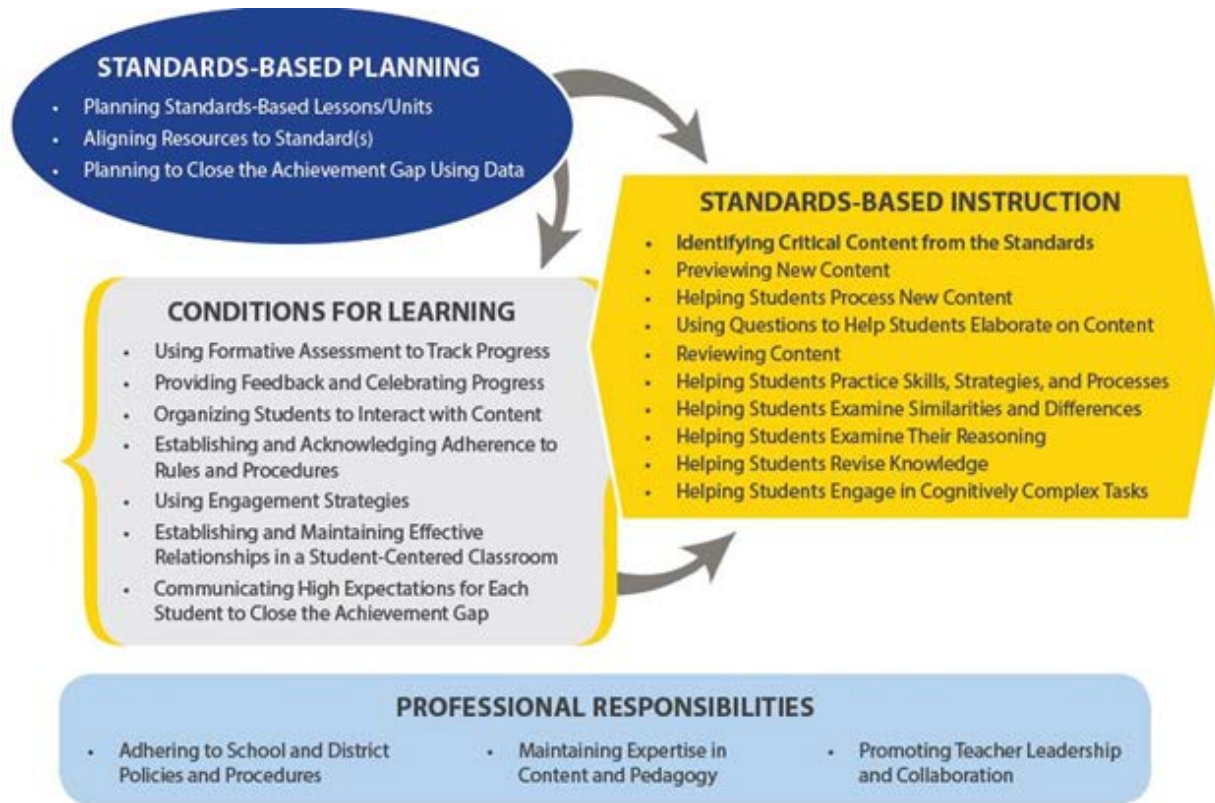 STANDARDS-BASED PLANNING
• Planning Standards-Based Lessons/Units
• Aligning Resources to Standard(s)
• Planning to Close the Achievement Gap Using Data
STANDARDS-BASED INSTRUCTION
• Identifying Critical Content from the Standards
• Previewing New Content
• Helping Students Process New Content
• Using Questions to Help Students Elaborate on Content
• Reviewing Content
• Helping Students Practice Skills, Strategies, and Processes
• Helping Students Examine Similarities and Differences
• Helping Students Examine Their Reasoning
• Helping Students Revise Knowledge
• Helping Students Engage in Cognitively Complex Tasks
CONDITIONS FOR LEARNING
• Using Formative Assessment to Track Progress
• Providing Feedback and Celebrating Progress
• Organizing Students to Interact with Content
• Establishing and Acknowledging Adherence to
Rules and Procedures
• Using Engagement Strategies
• Establishing and Maintaining Effective
Relationships in a Student-Centered Classroom
• Communicating High Expectations for Each
Student to Close the Achievement Gap
PROFESSIONAL RESPONSIBILITIES
• Adhering to School and District
Policies and Procedures
• Maintaining Expertise in
Content and Pedagogy
• Promoting Teacher Leadership
and Collaboration